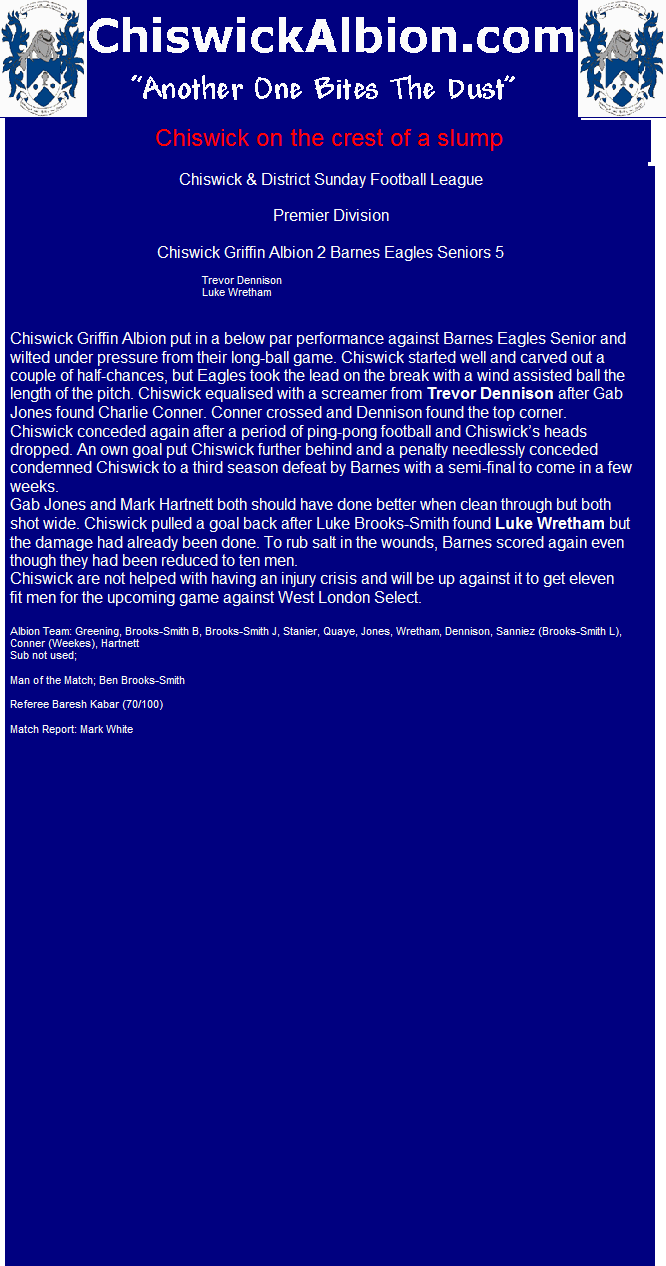 ChiswickAlbion.com
"Another One Bites The Dust"
Chiswick on the crest of a slump
Chiswick & District Sunday Football League
Premier Division
Chiswick Griffin Albion 2 Barnes Eagles Seniors 5
Trevor Dennison
Luke Wretham
Chiswick Griffin Albion put in a below par performance against Barnes Eagles Senior and
wilted under pressure from their long-ball game. Chiswick started well and carved out a
couple of half-chances, but Eagles took the lead on the break with a wind assisted ball the
length of the pitch. Chiswick equalised with a screamer from Trevor Dennison after Gab
Jones found Charlie Conner. Conner crossed and Dennison found the top corner.
Chiswick conceded again after a period of ping-pong football and Chiswick's heads
dropped. An own goal put Chiswick further behind and a penalty needlessly conceded
condemned Chiswick to a third season defeat by Barnes with a semi-final to come in a few
weeks.
Gab Jones and Mark Hartnett both should have done better when clean through but both
shot wide. Chiswick pulled a goal back after Luke Brooks-Smith found Luke Wretham but
the damage had already been done. To rub salt in the wounds, Barnes scored again even
though they had been reduced to ten men.
Chiswick are not helped with having an injury crisis and will be up against it to get eleven
fit men for the upcoming game against West London Select.
Albion Team: Greening, Brooks-Smith B, Brooks-Smith J, Stanier, Quaye, Jones, Wretham, Dennison, Sanniez (Brooks-Smith L),
Conner (Weekes), Hartnett
Sub not used;
Man of the Match; Ben Brooks-Smith
Referee Baresh Kabar (70/100)
Match Report: Mark White